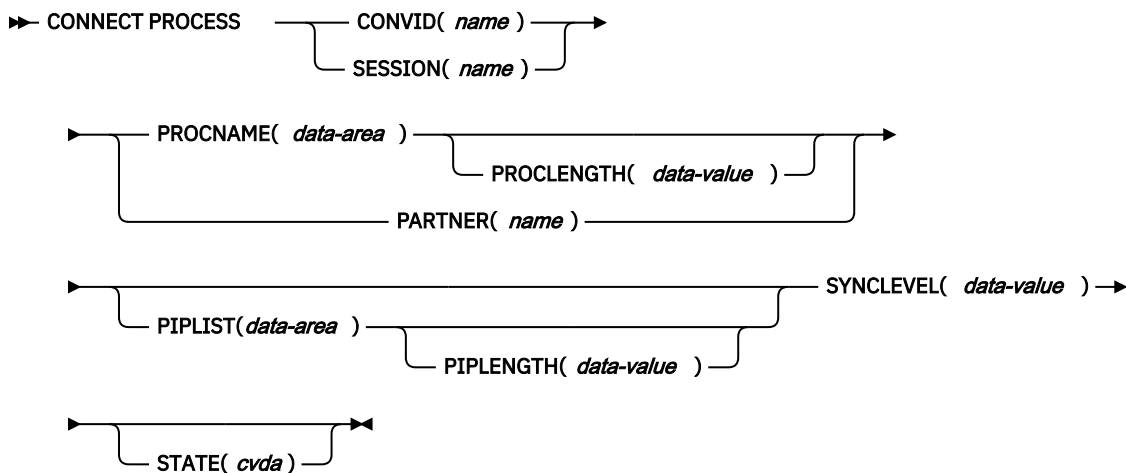 CONNECT PROCESS CONVID( name )
SESSION( name )
PROCNAME( data-area )
PROCLENGTH( data-value )
PARTNER( name )
SYNCLEVEL( data-value )
PIPLIST(data-area )
PIPLENGTH( data-value )
STATE( cvda )